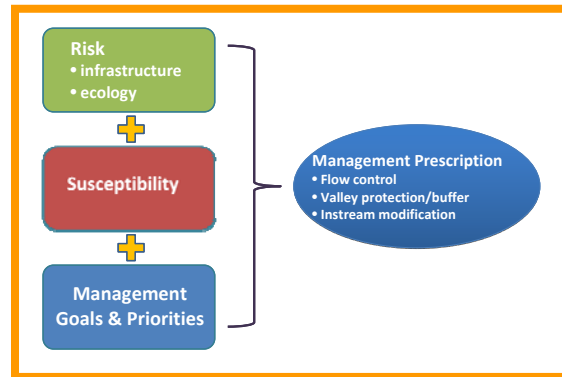 Risk
• infrastructure
• ecology
Susceptibility
Management
Goals & Priorities
Management Prescription
• Flow control
• Valley protection/buffer
• Instream modification